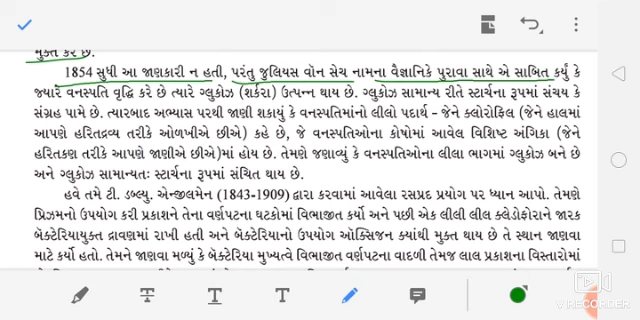 મુક્ત કરે છે.
1854 સુધી આ જાણકારી ન હતી, પરંતુ જુલિયસ વૉન સેચ નામના વૈજ્ઞાનિકે પુરાવા સાથે એ સાબિત કર્યું કે
જ્યારે વનસ્પતિ વૃદ્ધિ કરે છે ત્યારે ગ્લુકોઝ (શર્કરા) ઉત્પન્ન થાય છે. ગ્લુકોઝ સામાન્ય રીતે સ્ટાર્ચના રૂપમાં સંચય કે
સંગ્રહ પામે છે. ત્યારબાદ અભ્યાસ પરથી જાણી શકાયું કે વનસ્પતિમાંનો લીલો પદાર્થ – જેને ક્લોરોફિલ (જેને હાલમાં
આપણે હરિતદ્રવ્ય તરીકે ઓળખીએ છીએ) કહે છે, જે વનસ્પતિઓના કોષોમાં આવેલ વિશિષ્ટ અંગિકા (જેને
હરિતકણ તરીકે આપણે જાણીએ છીએ)માં હોય છે. તેમણે જણાવ્યું કે વનસ્પતિઓના લીલા ભાગમાં ગ્લુકોઝ બને છે
અને ગ્લુકોઝ સામાન્યતઃ સ્ટાર્ચના રૂપમાં સંચિત થાય છે.
હવે તમે ટી. ડબલ્યુ. એન્જીલમેન (1843-1909) દ્વારા કરવામાં આવેલા રસપ્રદ પ્રયોગ પર ધ્યાન આપો. તેમણે
પ્રિઝમનો ઉપયોગ કરી પ્રકાશને તેના વર્ણપટના ઘટકોમાં વિભાજીત કર્યો અને પછી એક લીલી લીલ ક્લેડોફોરાને જારક
બૅક્ટેરિયાયુક્ત દ્રાવણમાં રાખી હતી અને બૅક્ટેરિયાનો ઉપયોગ ઑક્સિજન ક્યાંથી મુક્ત થાય છે તે સ્થાન જાણવા
માટે કર્યો હતો. તેમને જાણવા મળ્યું કે બૅક્ટેરિયા મુખ્યત્વે વિભાજીત વર્ણપટના વાદળી તેમજ લાલ પ્રકાશના વિસ્તારોમાં
V RECORDER